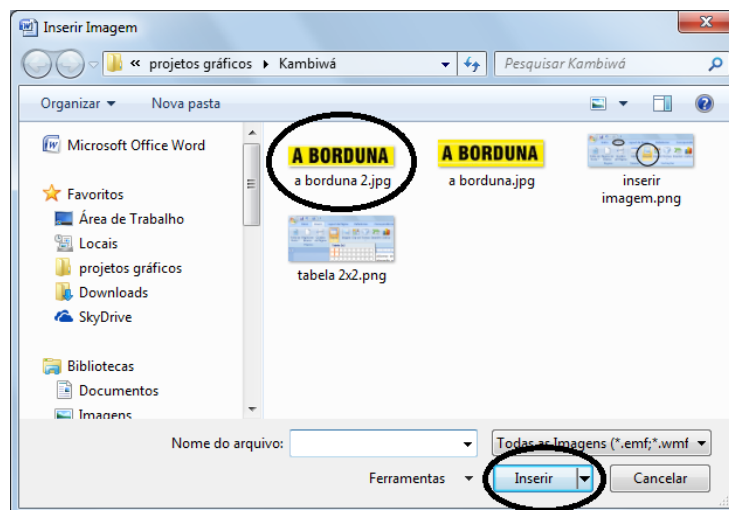 Inserir Imagem
« projetos gráficos ▸ Kambiwá
Pesquisar Kambiwá
Organizar
Nova pasta
Microsoft Office Word
Favoritos
Área de Trabalho
Locais
projetos gráficos
Downloads
SkyDrive
Bibliotecas
Documentos
Imagens
A BORDUNA
a borduna 2.jpg
A BORDUNA
a borduna.jpg
inserir
imagem.png
tabela 2x2.png
Nome do arquivo:
Todas as Imagens (*.emf;*.wmf
Ferramentas
Inserir
Cancelar